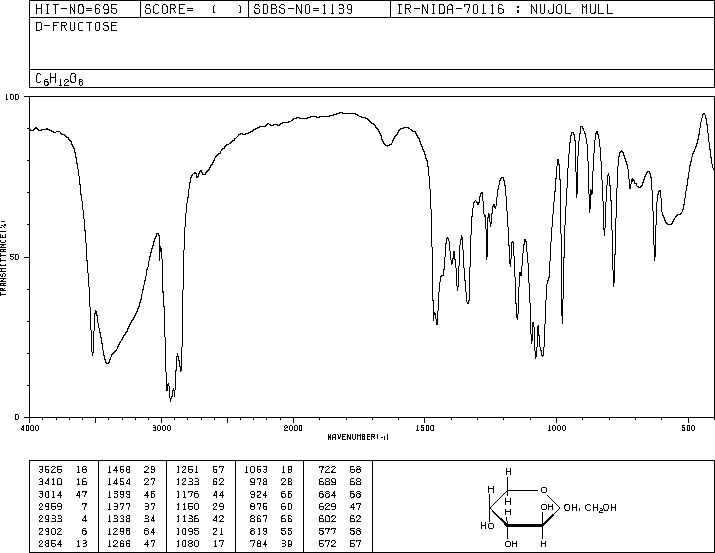 HIT-NO=695 SCORE= ( ) SDBS-NO=1139 IR-NIDA-70116 : NUJOL MULL
D-FRUCTOSE
C6H12O6
100
50
0
TRANSMITTANCE(%)
4000 3000 2000 1500 1000 500
WAVENUMBER(-1)
3525 18 1468 29 1251 57 1053 18 722 68
3410 16 1454 27 1233 62 978 28 689 68
3014 47 1399 46 1176 44 924 66 684 68
2959 7 1377 37 1150 29 876 60 629 47
2933 4 1338 34 1136 42 867 66 602 62
2902 6 1298 64 1095 21 819 55 577 58
2854 13 1266 47 1080 17 784 39 572 57
H
H O
H OH OH, CH2OH
H
HO
OH H